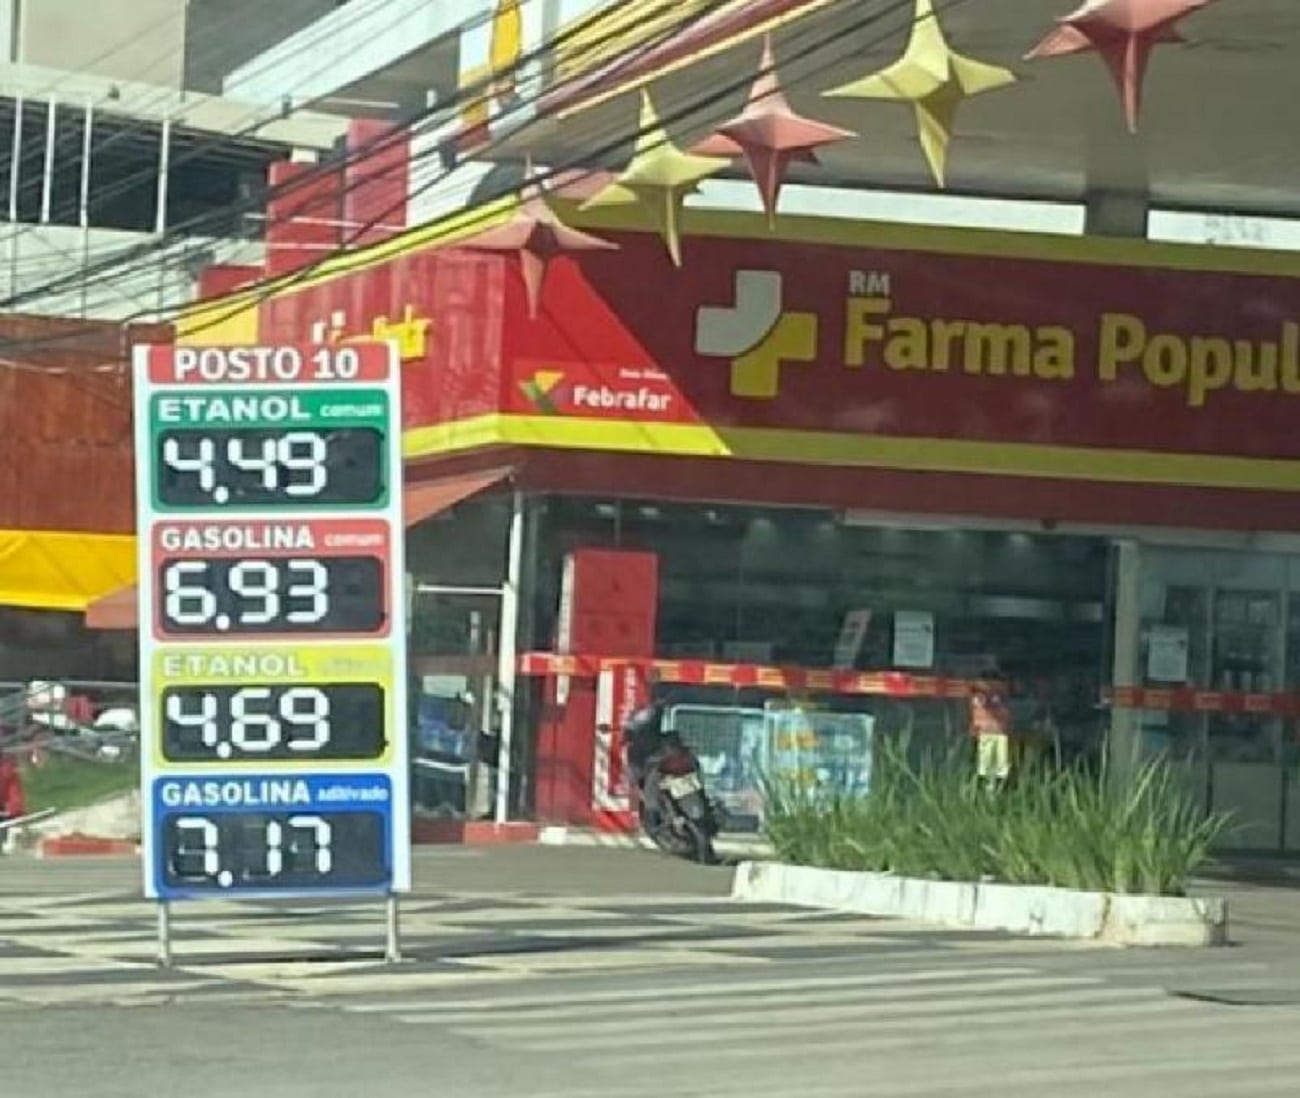 POSTO 10
ETANOL comum
4.49
GASOLINA comum
6.93
ETANOL
4.69
GASOLINA aditivado
7.17
Febrafar
RM
Farma Popul